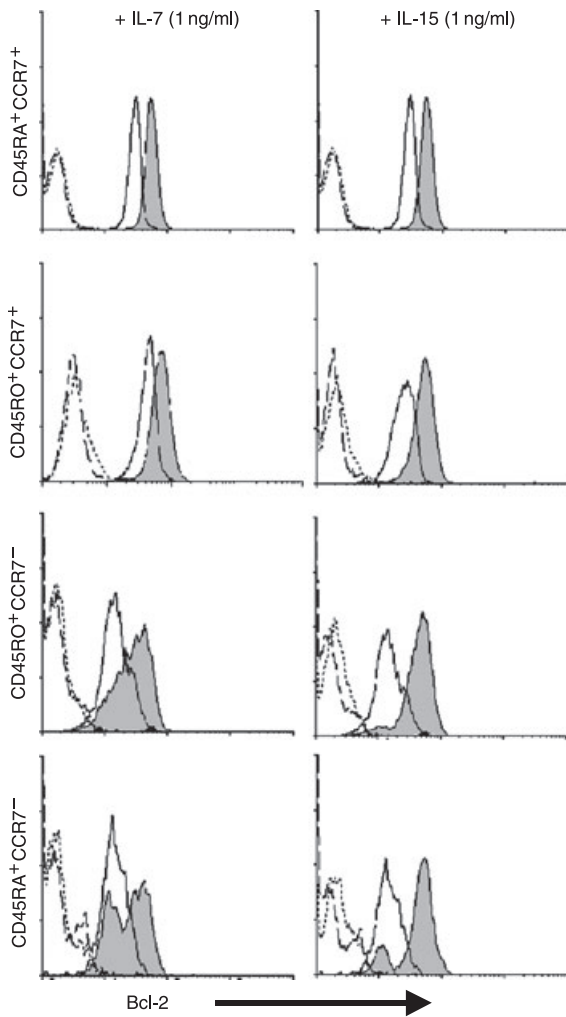 + IL-7 (1 ng/ml)
+ IL-15 (1 ng/ml)
CD45RA⁺CCR7⁺
CD45RO⁺CCR7⁺
CD45RO⁺CCR7⁻
CD45RA⁺CCR7⁻
Bcl-2